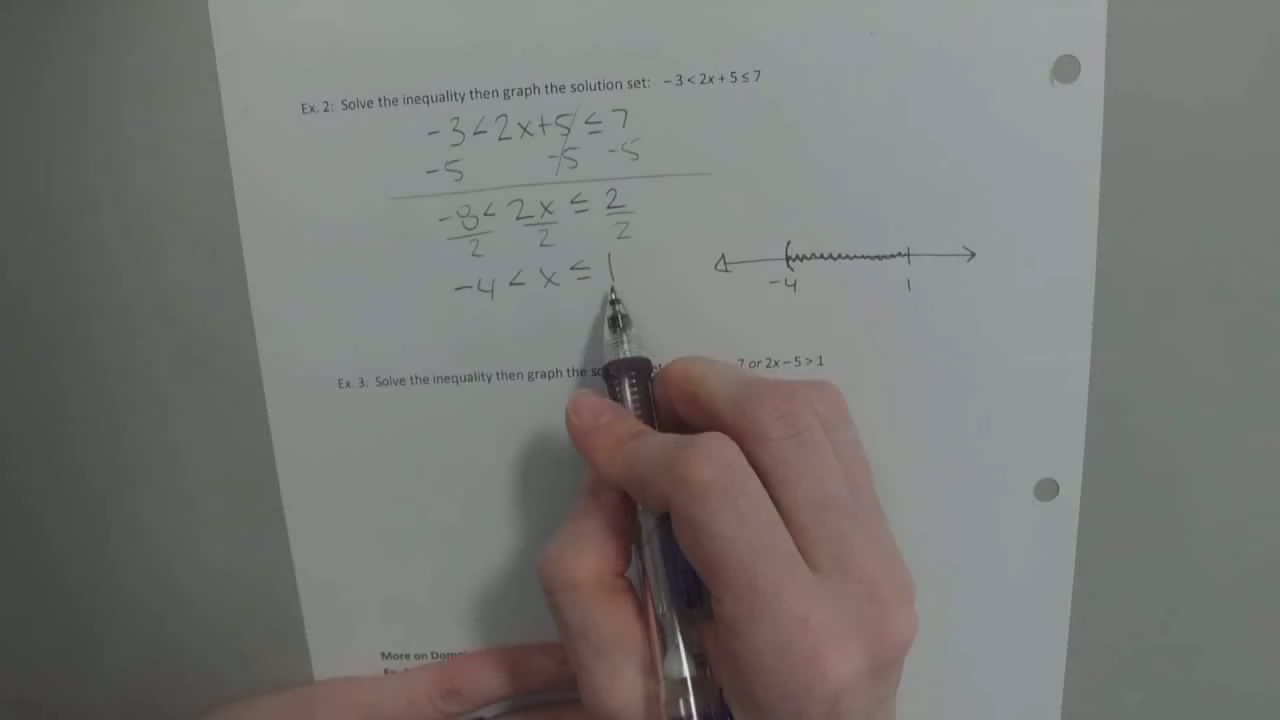 Ex. 2: Solve the inequality then graph the solution set: – 3 < 2x + 5 ≤ 7
-3 < 2x+5 ≤ 7
-5 -5 -5
-8 < 2x ≤ 2
2 2 2
-4 < x ≤ 1
-4 1
Ex. 3. Solve the inequality then graph the 7 or 2x – 5 > 1
More on